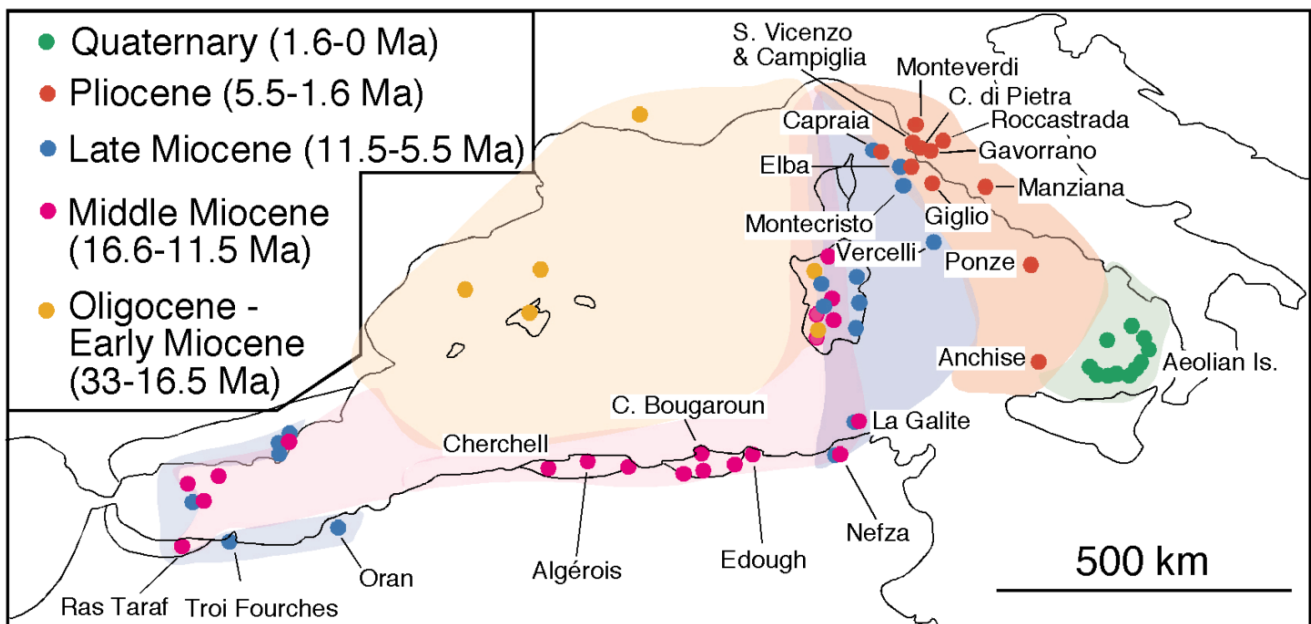 Quaternary (1.6-0 Ma)
Pliocene (5.5-1.6 Ma)
Late Miocene (11.5-5.5 Ma)
Middle Miocene
(16.6-11.5 Ma)
Oligocene -
Early Miocene
(33-16.5 Ma)
S. Vicenzo
& Campiglia
Monteverdi
C. di Pietra
Roccastrada
Capraia
Gavorrano
Elba
Manziana
Giglio
Montecristo
Vercelli
Ponze
Anchise
Aeolian Is.
C. Bougaroun
La Galite
Cherchell
Nefza
Edough
Algérois
Oran
Ras Taraf
Troi Fourches
500 km